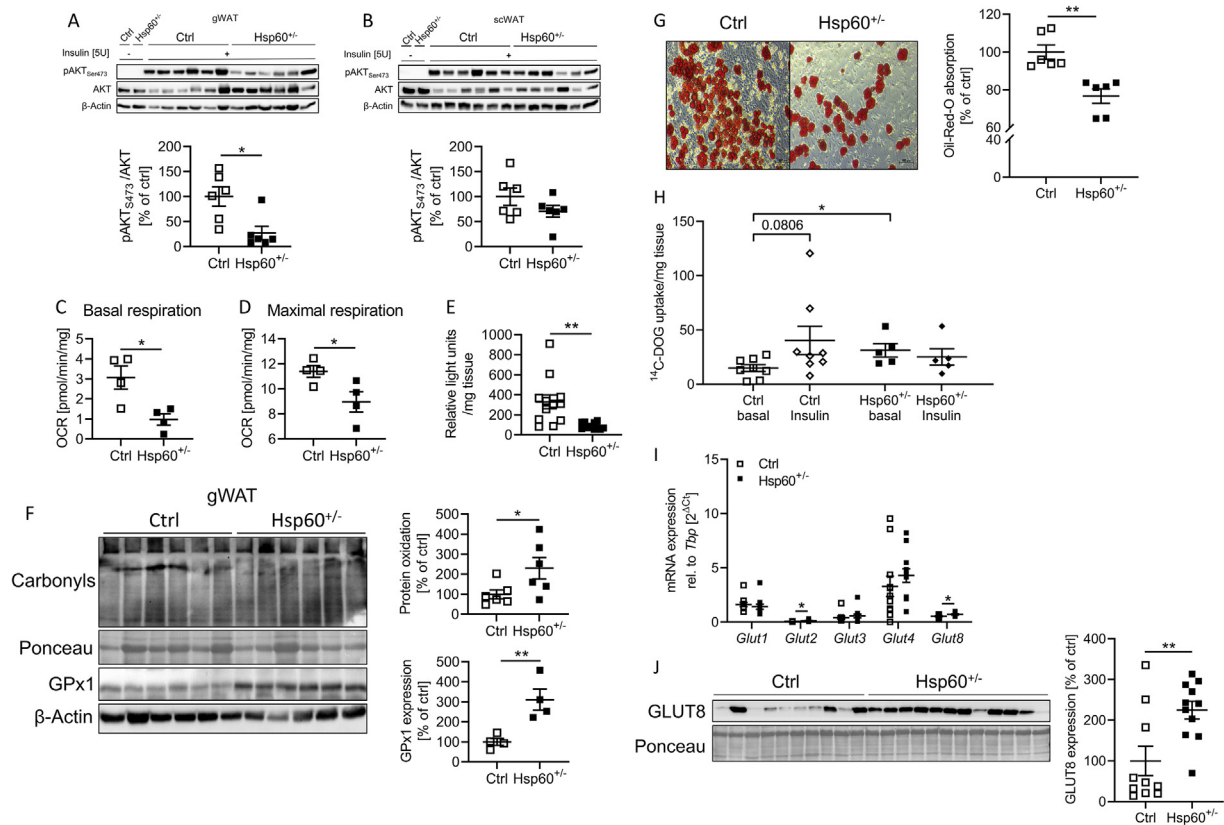 A
gWAT
Ctrl
Hsp60+/-
Ctrl
Hsp60+/-
Insulin [5U]
-
+
pAKTSer473
AKT
β-Actin
pAKTS473 /AKT
[% of ctrl]
200
150
100
50
0
*
Ctrl Hsp60+/-
B
scWAT
Ctrl
Hsp60+/-
Ctrl
Hsp60+/-
Insulin [5U]
-
+
pAKTSer473
AKT
β-Actin
pAKTS473 /AKT
[% of ctrl]
200
150
100
50
0
Ctrl Hsp60+/-
C
Basal respiration
OCR [pmol/min/mg]
5
4
3
2
1
0
*
Ctrl Hsp60+/-
D
Maximal respiration
OCR [pmol/min/mg]
14
12
10
8
6
*
Ctrl Hsp60+/-
E
Relative light units
/mg tissue
1000
800
600
400
200
0
**
Ctrl Hsp60+/-
F
gWAT
Ctrl
Hsp60+/-
Carbonyls
Ponceau
GPx1
β-Actin
Protein oxidation
[% of ctrl]
500
400
300
200
100
0
*
Ctrl Hsp60+/-
GPx1 expression
[% of ctrl]
500
400
300
200
100
0
**
Ctrl Hsp60+/-
G
Ctrl
Hsp60+/-
Oil-Red-O absorption
[% of ctrl]
120
100
80
60
40
0
**
Ctrl Hsp60+/-
H
14C-DOG uptake/mg tissue
150
100
50
0
*
0.0806
Ctrl
basal
Ctrl
Insulin
Hsp60+/-
basal
Hsp60+/-
Insulin
I
Ctrl
Hsp60+/-
mRNA expression
rel. to Tbp [2ΔCt]
15
10
5
0
*
*
Glut1 Glut2 Glut3 Glut4 Glut8
J
Ctrl
Hsp60+/-
GLUT8
Ponceau
GLUT8 expression [% of ctrl]
400
300
200
100
0
**
Ctrl Hsp60+/-